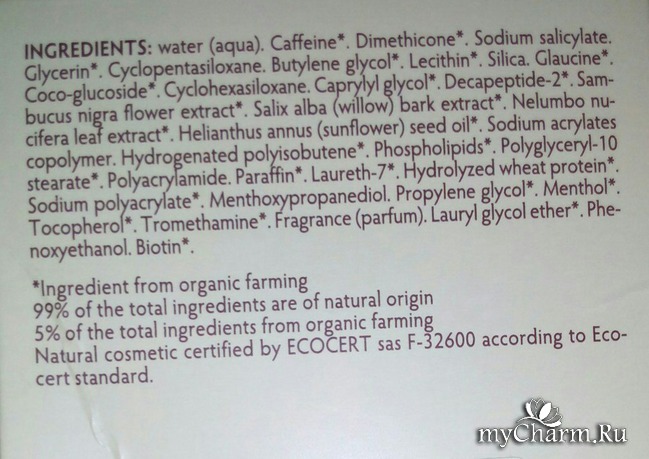 INGREDIENTS: water (aqua). Caffeine*. Dimethicone*. Sodium salicylate.
Glycerin*. Cyclopentasiloxane. Butylene glycol*. Lecithin*. Silica. Glaucine*.
Coco-glucoside*. Cyclohexasiloxane. Caprylyl glycol*. Decapeptide-2*. Sam-
bucus nigra flower extract*. Salix alba (willow) bark extract*. Nelumbo nu-
cifera leaf extract*. Helianthus annus (sunflower) seed oil*. Sodium acrylates
copolymer. Hydrogenated polyisobutene*. Phospholipids*. Polyglyceryl-10
stearate*. Polyacrylamide. Paraffin*. Laureth-7*. Hydrolyzed wheat protein*.
Sodium polyacrylate*. Menthoxypropanediol. Propylene glycol*. Menthol*.
Tocopherol*. Tromethamine*. Fragrance (parfum). Lauryl glycol ether*. Phe-
noxyethanol. Biotin*.
*Ingredient from organic farming
99% of the total ingredients are of natural origin
5% of the total ingredients from organic farming
Natural cosmetic certified by ECOCERT sas F-32600 according to Eco-
cert standard.
myCharm.Ru